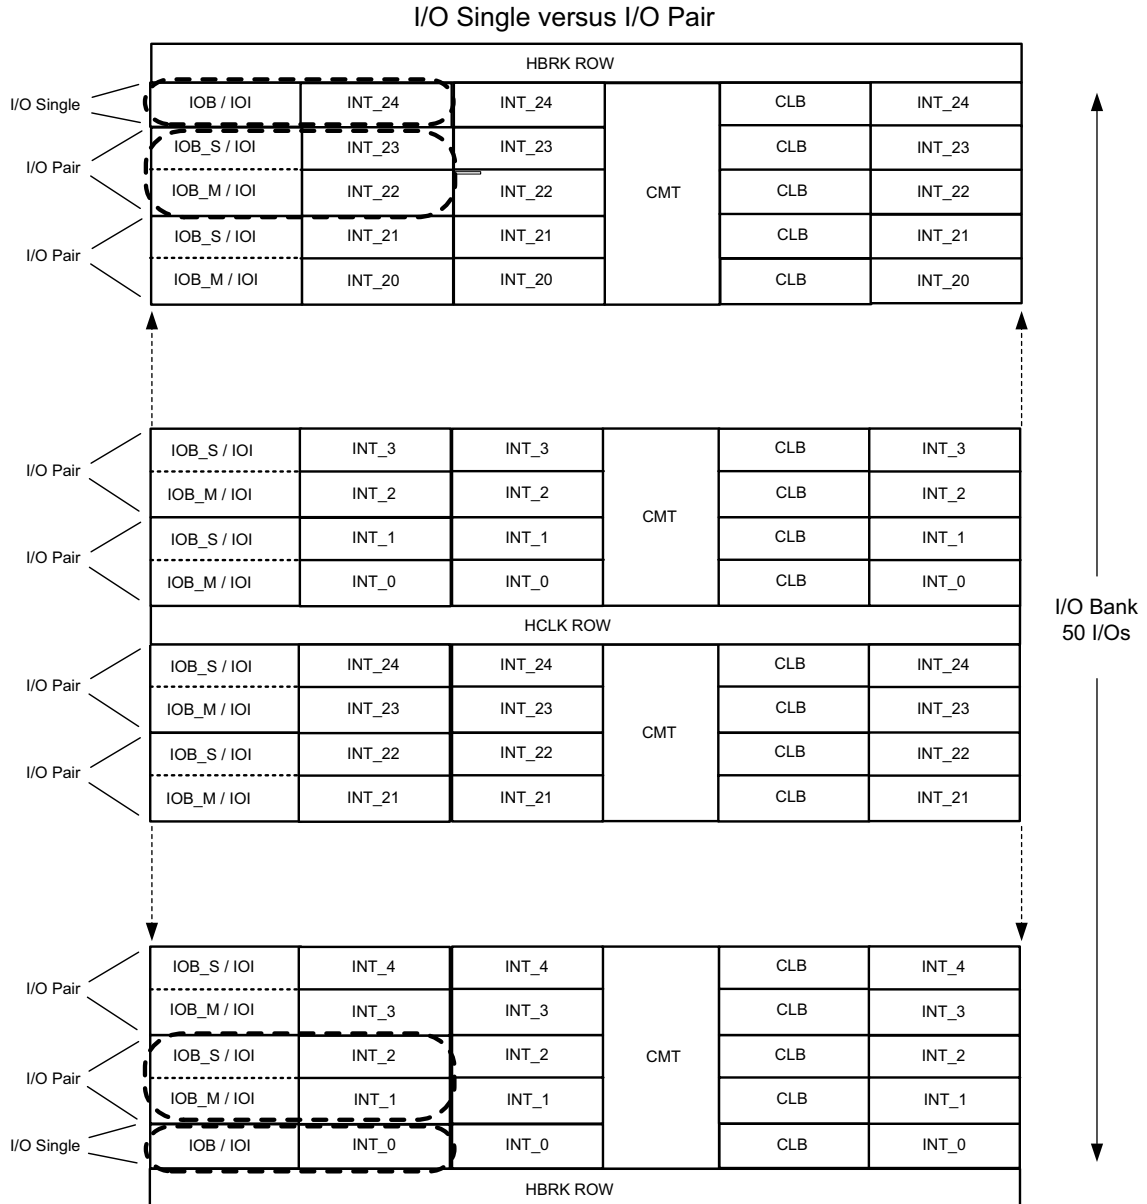 I/O Single versus I/O Pair
HBRK ROW
I/O Single IOB / IOI INT_24 INT_24 CLB INT_24
I/O Pair IOB_S / IOI INT_23 INT_23 CLB INT_23
IOB_M / IOI INT_22 INT_22 CMT CLB INT_22
I/O Pair IOB_S / IOI INT_21 INT_21 CLB INT_21
IOB_M / IOI INT_20 INT_20 CLB INT_20
I/O Pair IOB_S / IOI INT_3 INT_3 CLB INT_3
IOB_M / IOI INT_2 INT_2 CMT CLB INT_2
I/O Pair IOB_S / IOI INT_1 INT_1 CLB INT_1
IOB_M / IOI INT_0 INT_0 CLB INT_0
HCLK ROW
I/O Bank
50 I/Os
I/O Pair IOB_S / IOI INT_24 INT_24 CLB INT_24
IOB_M / IOI INT_23 INT_23 CMT CLB INT_23
I/O Pair IOB_S / IOI INT_22 INT_22 CLB INT_22
IOB_M / IOI INT_21 INT_21 CLB INT_21
I/O Pair IOB_S / IOI INT_4 INT_4 CLB INT_4
IOB_M / IOI INT_3 INT_3 CLB INT_3
I/O Pair IOB_S / IOI INT_2 INT_2 CMT CLB INT_2
IOB_M / IOI INT_1 INT_1 CLB INT_1
I/O Single IOB / IOI INT_0 INT_0 CLB INT_0
HBRK ROW